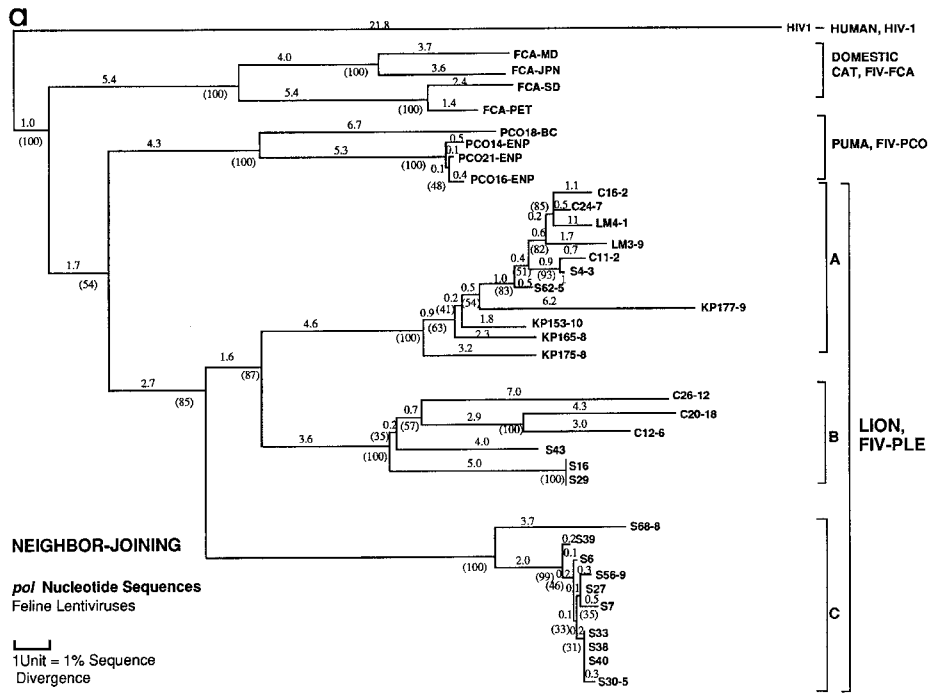 a
21.8
HIV1
HUMAN, HIV-1
3.7
FCA-MD
4.0
(100)
3.6
FCA-JPN
DOMESTIC
CAT, FIV-FCA
5.4
(100)
2.4
FCA-SD
5.4
(100)
1.4
FCA-PET
1.0
(100)
6.7
PCO18-BC
4.3
(100)
0.5
PCO14-ENP
5.3
(100)
0.1
PCO21-ENP
0.1
0.4
PCO16-ENP
(48)
PUMA, FIV-PCO
1.1
C16-2
(85)
0.5
C24-7
0.2
11
LM4-1
0.6
1.7
LM3-9
(82)
0.7
C11-2
0.4
0.9
(51)
(93)
S4-3
1.0
(83)
0.5
S62-5
0.5
(54)
6.2
KP177-9
0.2
(41)
1.8
KP153-10
0.9
(63)
2.3
KP165-8
4.6
(100)
3.2
KP175-8
A
1.7
(54)
1.6
(87)
2.7
(85)
7.0
C26-12
0.7
(57)
4.3
C20-18
2.9
(100)
3.0
C12-6
0.2
(35)
4.0
S43
3.6
(100)
5.0
S16
(100)
S29
B
LION,
FIV-PLE
3.7
S68-8
(100)
0.2
S39
2.0
(99)
0.1
S6
0.2
(46)
0.3
S56-9
0.1
S27
0.5
S7
(35)
0.1
(33)
0.2
S33
(31)
S38
S40
0.3
S30-5
C
NEIGHBOR-JOINING
pol Nucleotide Sequences
Feline Lentiviruses
1Unit = 1% Sequence
Divergence